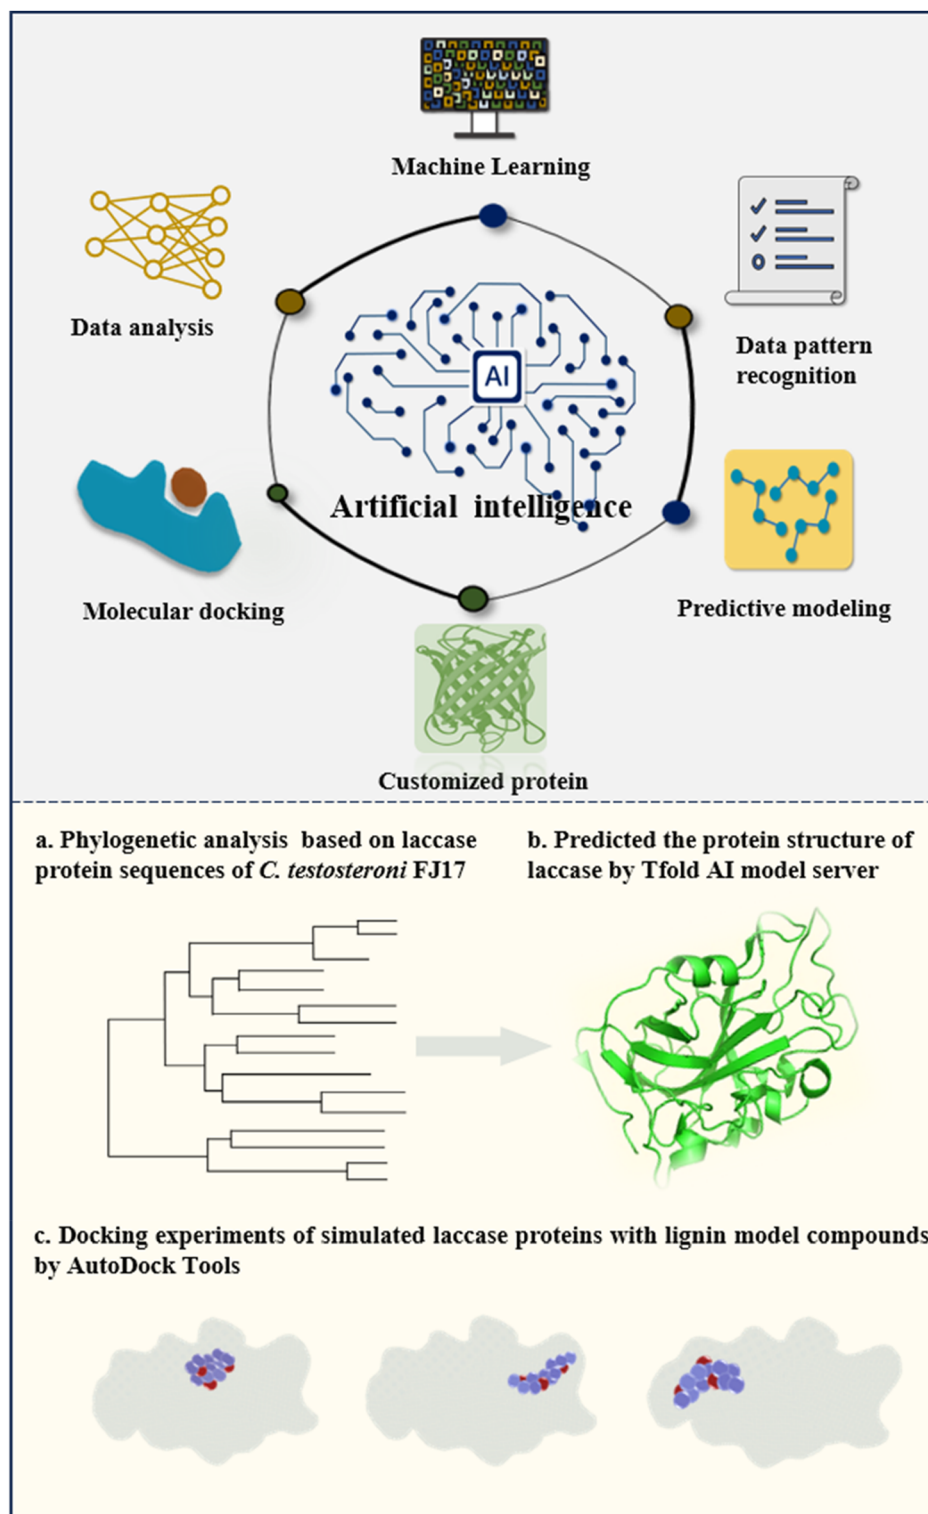 Machine Learning
Data analysis
Data pattern
recognition
AI
Artificial intelligence
Molecular docking
Predictive modeling
Customized protein
a. Phylogenetic analysis based on laccase
protein sequences of C. testosteroni FJ17
b. Predicted the protein structure of
laccase by Tfold AI model server
c. Docking experiments of simulated laccase proteins with lignin model compounds
by AutoDock Tools